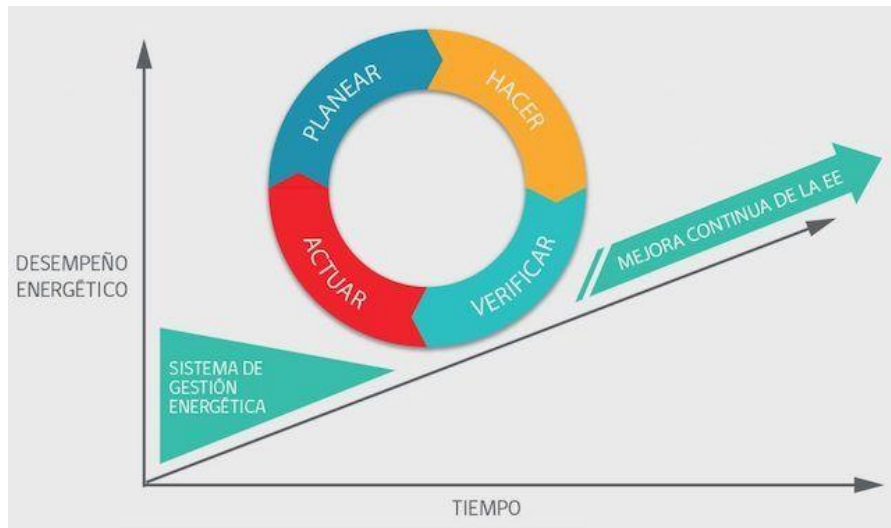 PLANEAR
HACER
VERIFICAR
ACTUAR
MEJORA CONTINUA DE LA EE
DESEMPEÑO
ENERGÉTICO
SISTEMA DE
GESTIÓN
ENERGÉTICA
TIEMPO